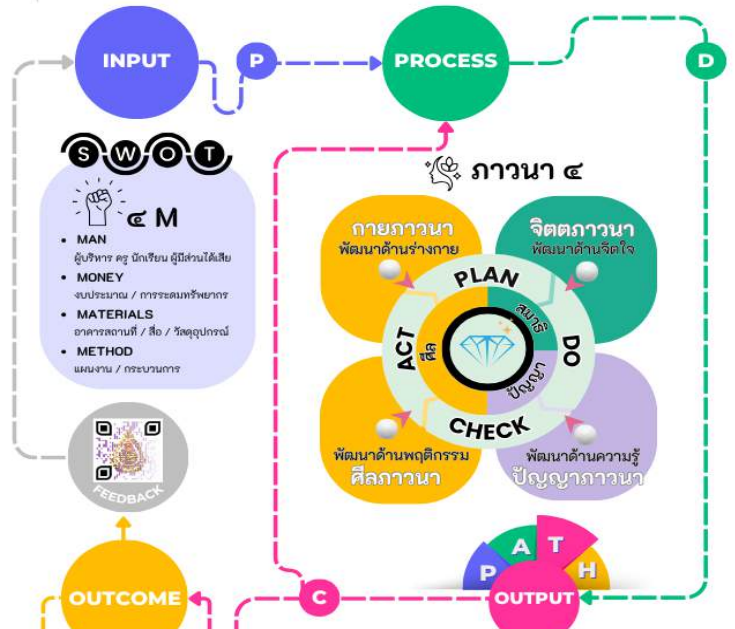 INPUT
P
PROCESS
D
SWOT
๔ M
MAN
ผู้บริหาร ครู นักเรียน ผู้มีส่วนได้เสีย
MONEY
งบประมาณ / การระดมทรัพยากร
MATERIALS
อาคารสถานที่ / สื่อ / วัสดุอุปกรณ์
METHOD
แผนงาน / กระบวนการ
ภาวนา ๔
กายภาวนา
พัฒนาด้านร่างกาย
จิตตภาวนา
พัฒนาด้านจิตใจ
PLAN
DO
CHECK
ACT
สมาธิ
ศีล
ปัญญา
พัฒนาด้านพฤติกรรม
ศีลภาวนา
พัฒนาด้านความรู้
ปัญญาภาวนา
FEEDBACK
OUTCOME
C
PATH
OUTPUT